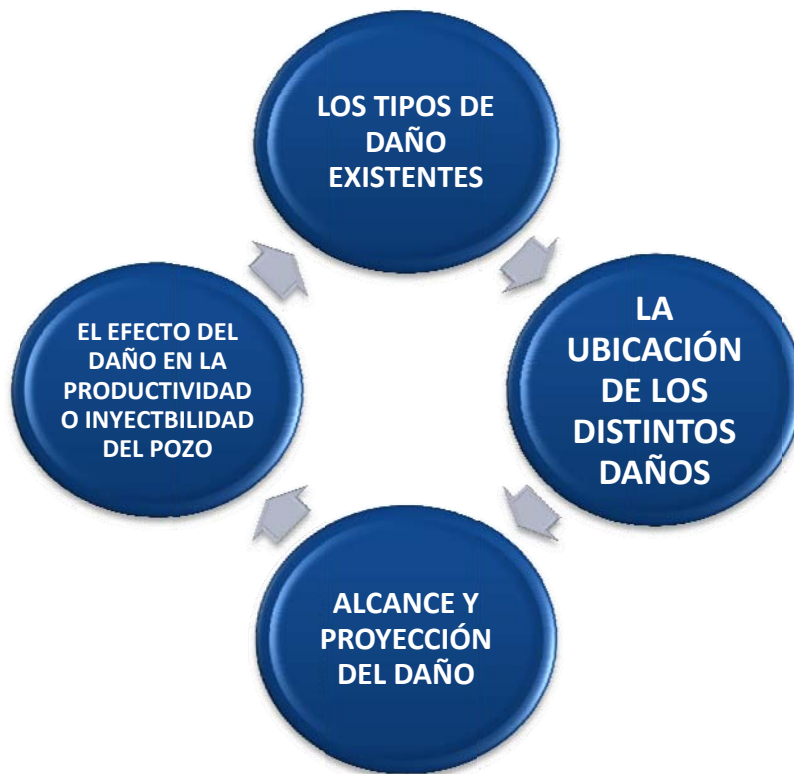 LOS TIPOS DE
DAÑO
EXISTENTES
LA
UBICACIÓN
DE LOS
DISTINTOS
DAÑOS
ALCANCE Y
PROYECCIÓN
DEL DAÑO
EL EFECTO DEL
DAÑO EN LA
PRODUCTIVIDAD
O INYECTBILIDAD
DEL POZO